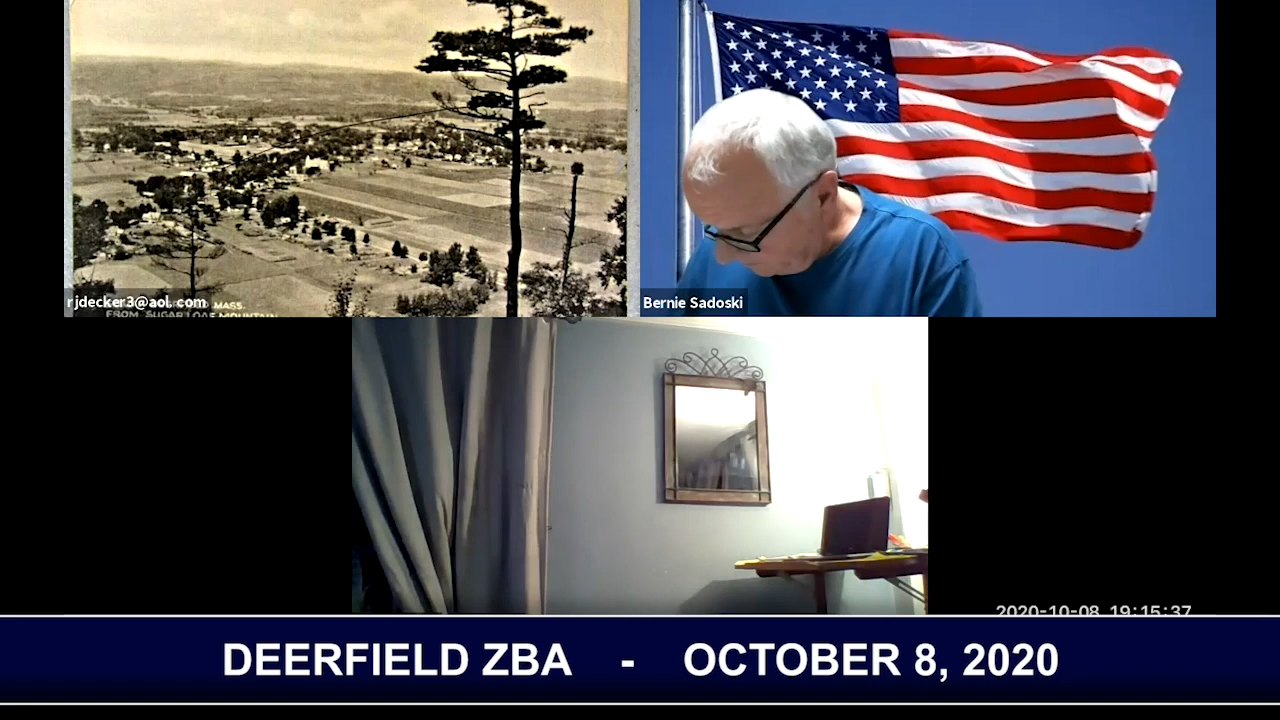 rjdecker3@aol.com
MASS.
FROM SUGAR LOAF MOUNTAIN
Bernie Sadoski
2020-10-08 19:15:37
DEERFIELD ZBA - OCTOBER 8, 2020